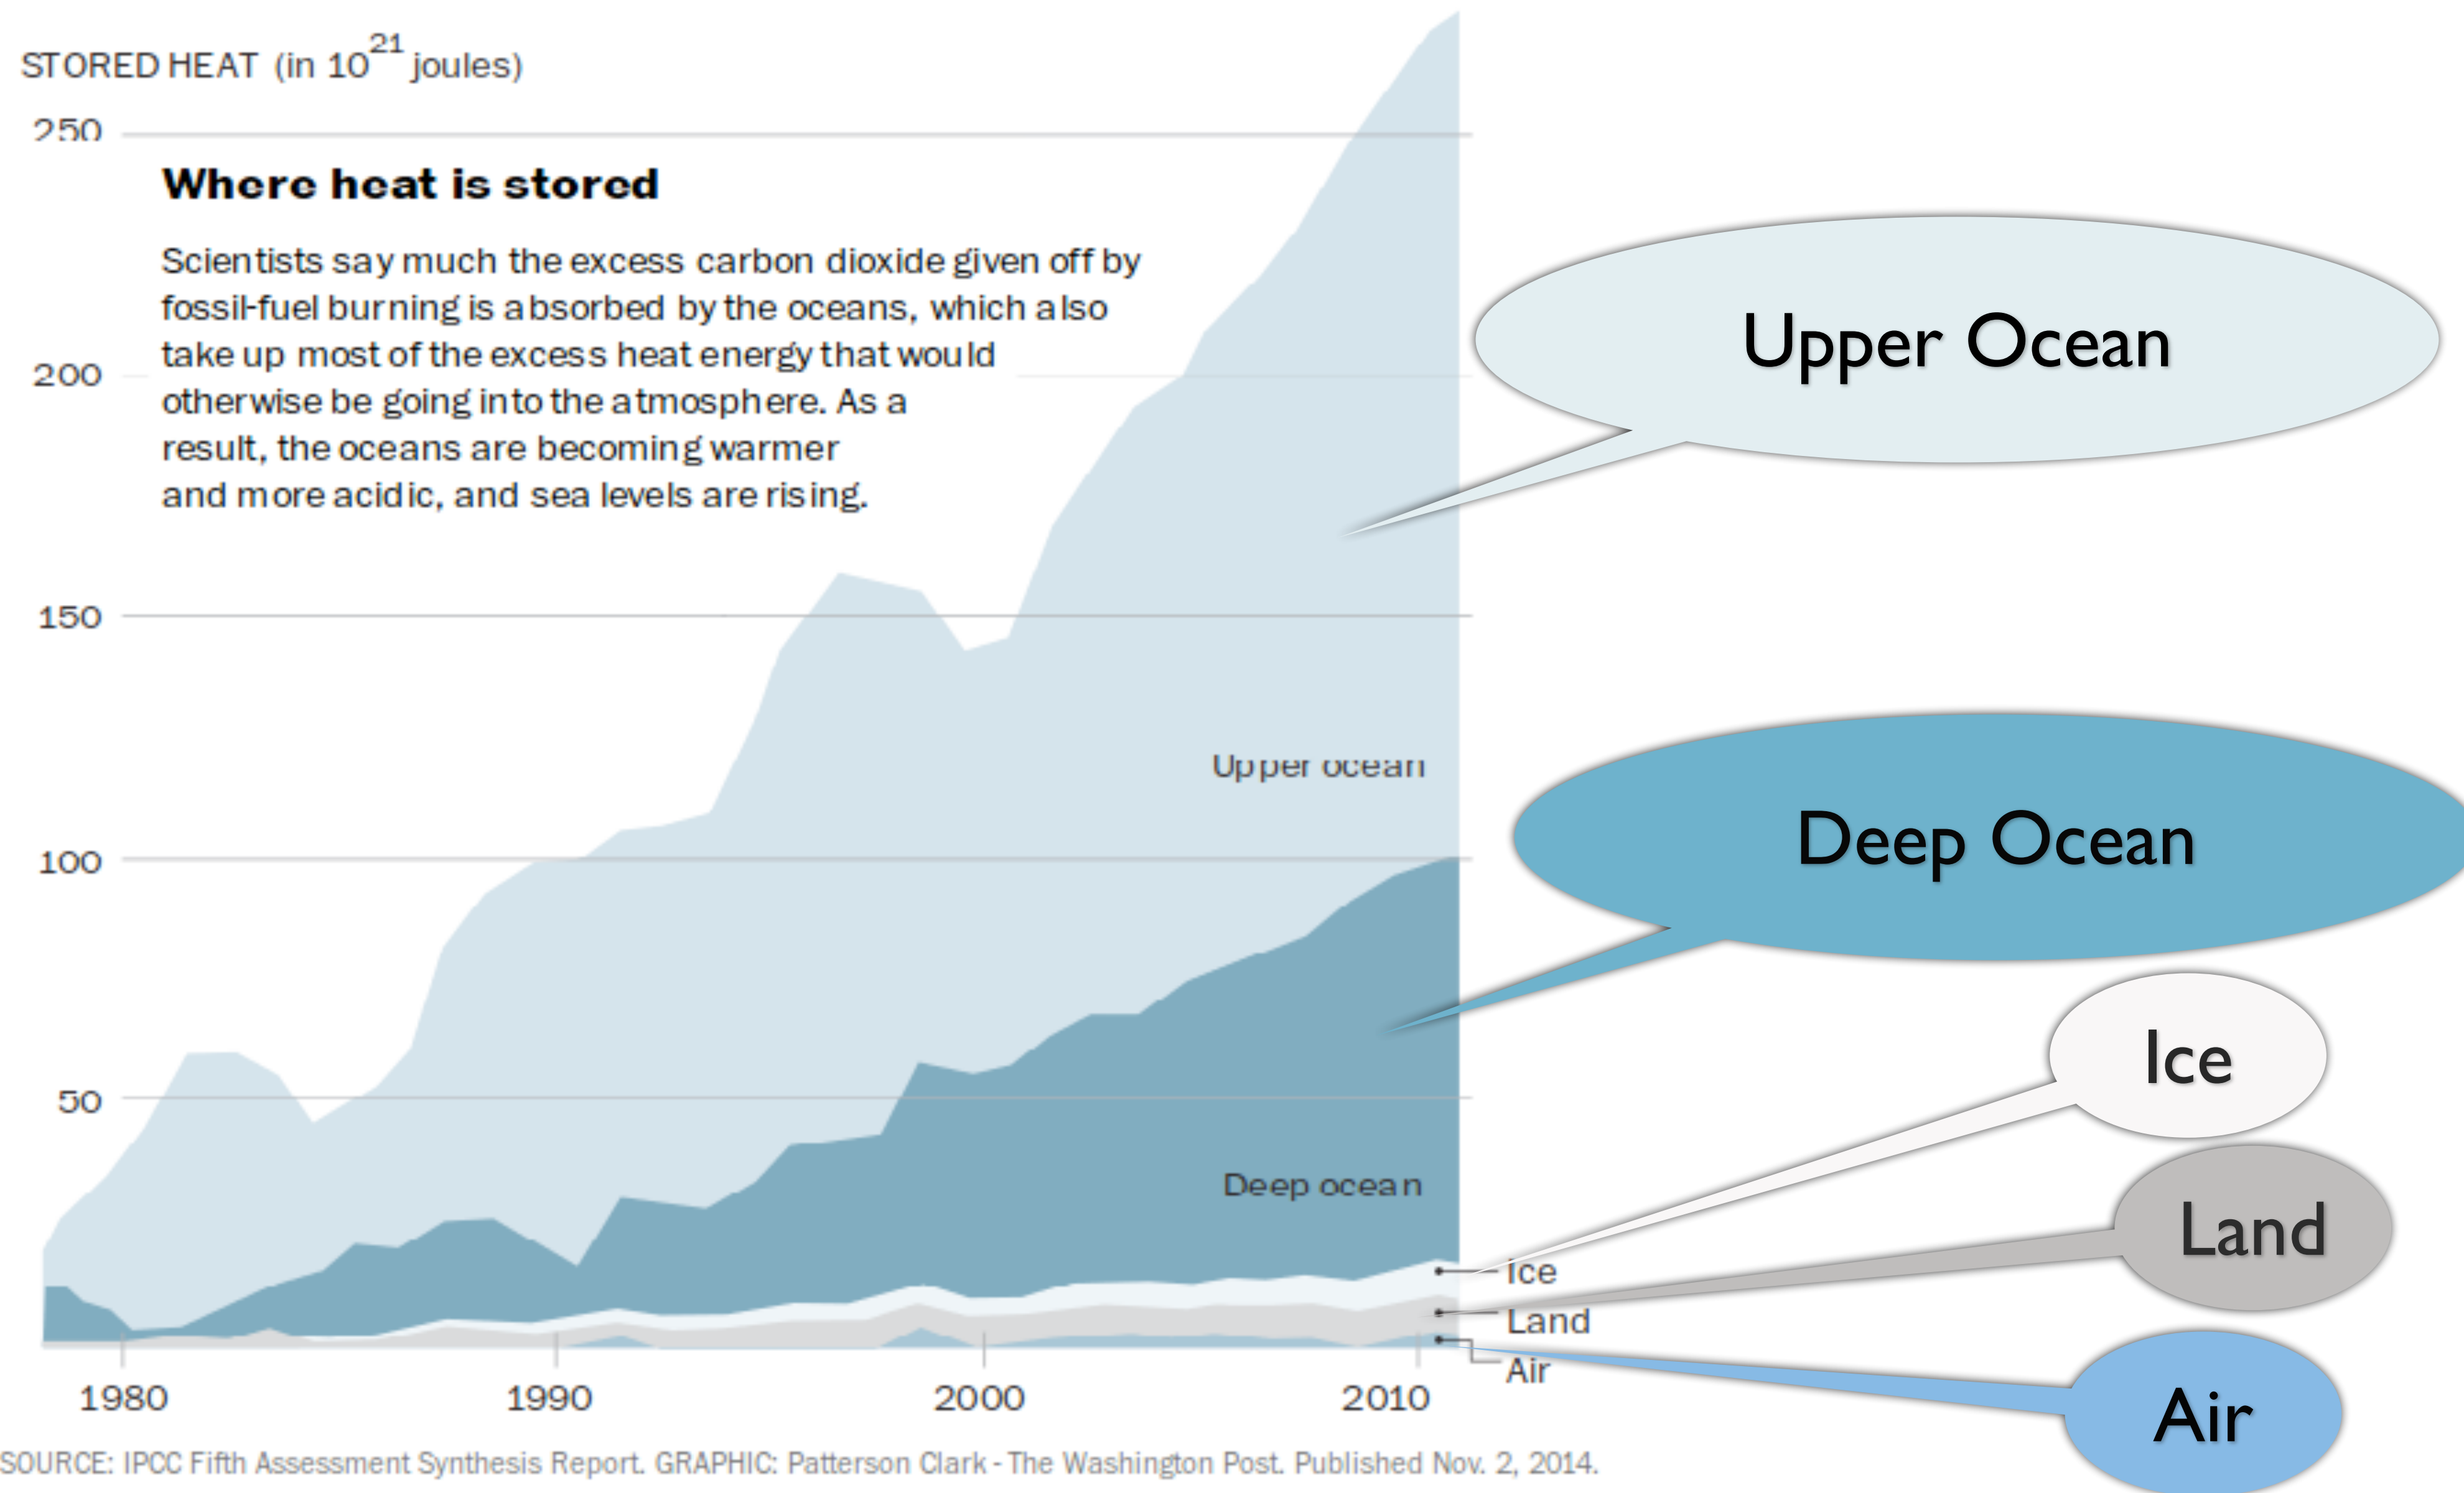 STORED HEAT (in 10²¹ joules)
250
Where heat is stored
Scientists say much the excess carbon dioxide given off by
fossil-fuel burning is absorbed by the oceans, which also
take up most of the excess heat energy that would
otherwise be going into the atmosphere. As a
result, the oceans are becoming warmer
and more acidic, and sea levels are rising.
200
150
100
50
Upper Ocean
Upper ocean
Deep Ocean
Deep ocean
Ice
Ice
Land
Land
Air
Air
1980 1990 2000 2010
SOURCE: IPCC Fifth Assessment Synthesis Report. GRAPHIC: Patterson Clark - The Washington Post. Published Nov. 2, 2014.